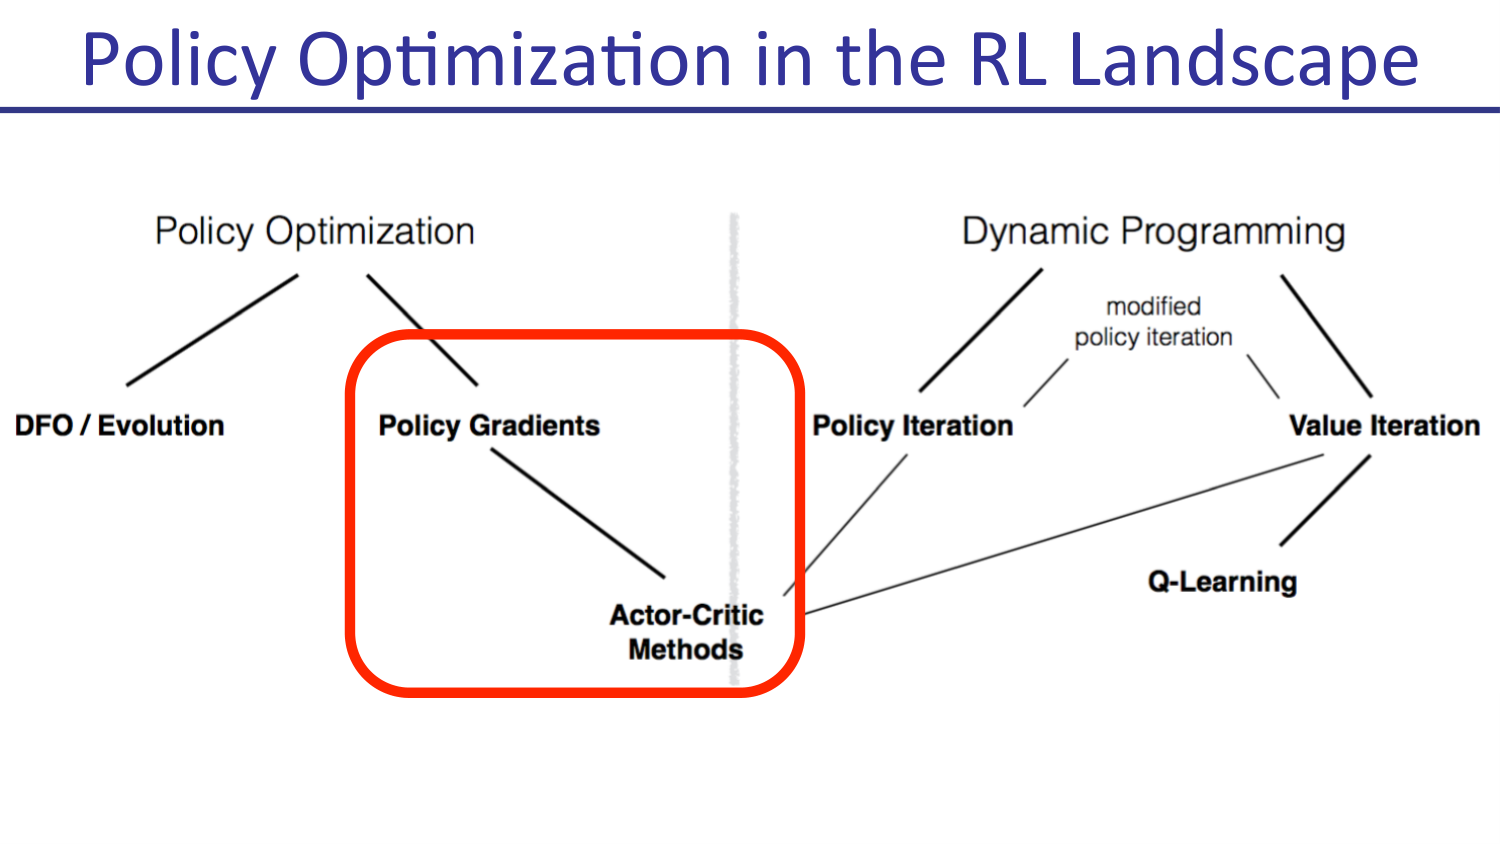 Policy Optimization in the RL Landscape
Policy Optimization
Dynamic Programming
modified
policy iteration
DFO / Evolution
Policy Gradients
Policy Iteration
Value Iteration
Q-Learning
Actor-Critic
Methods